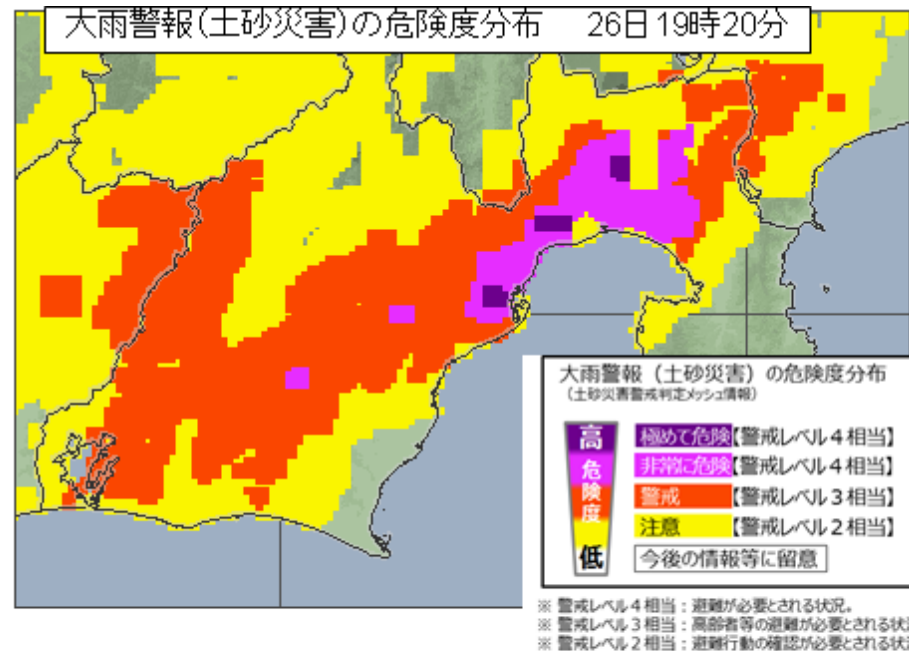 大雨警報(土砂災害)の危険度分布 26日19時20分
大雨警報（土砂災害）の危険度分布
（土砂災害警戒判定メッシュ情報）
高
危険度
低
極めて危険【警戒レベル４相当】
非常に危険【警戒レベル４相当】
警戒 【警戒レベル３相当】
注意 【警戒レベル２相当】
今後の情報等に留意
※ 警戒レベル４相当：避難が必要とされる状況。
※ 警戒レベル３相当：高齢者等の避難が必要とされる状
※ 警戒レベル２相当：避難行動の確認が必要とされる状